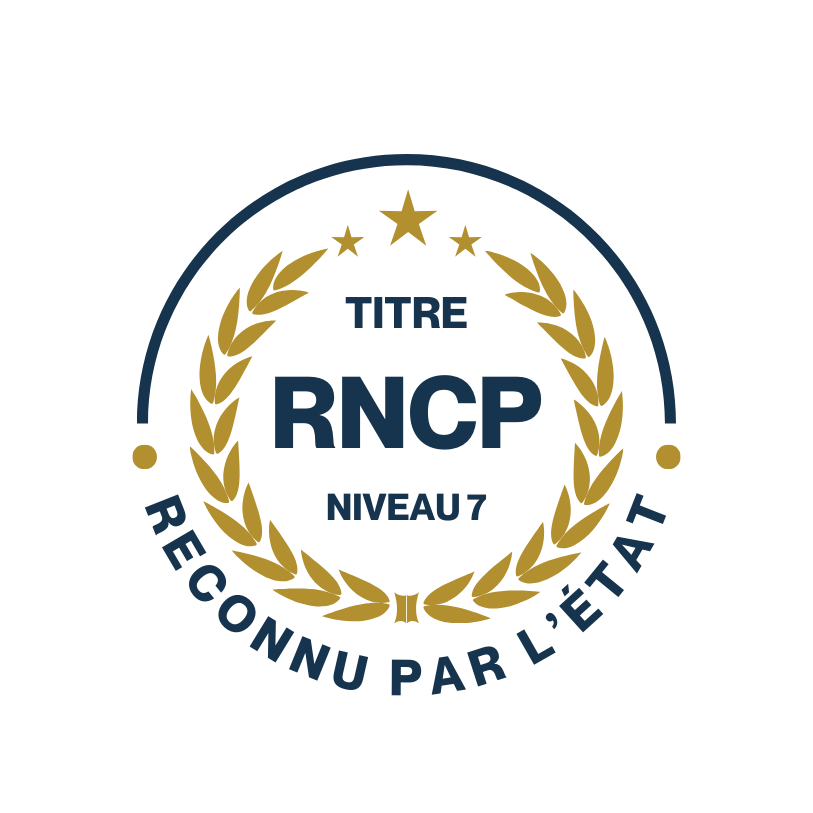 TITRE
RNCP
NIVEAU 7
RECONNU PAR L'ÉTAT